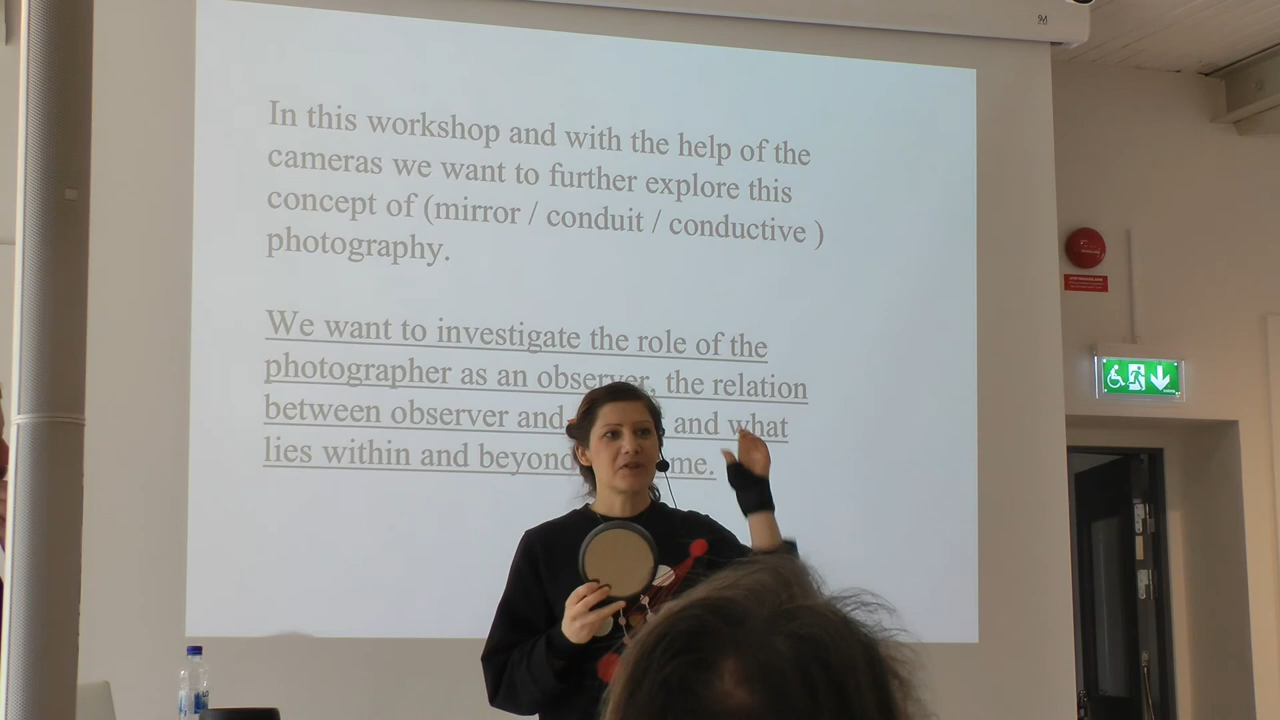 In this workshop and with the help of the
cameras we want to further explore this
concept of (mirror / conduit / conductive )
photography.
We want to investigate the role of the
photographer as an observer, the relation
between observer and and what
lies within and beyond me.